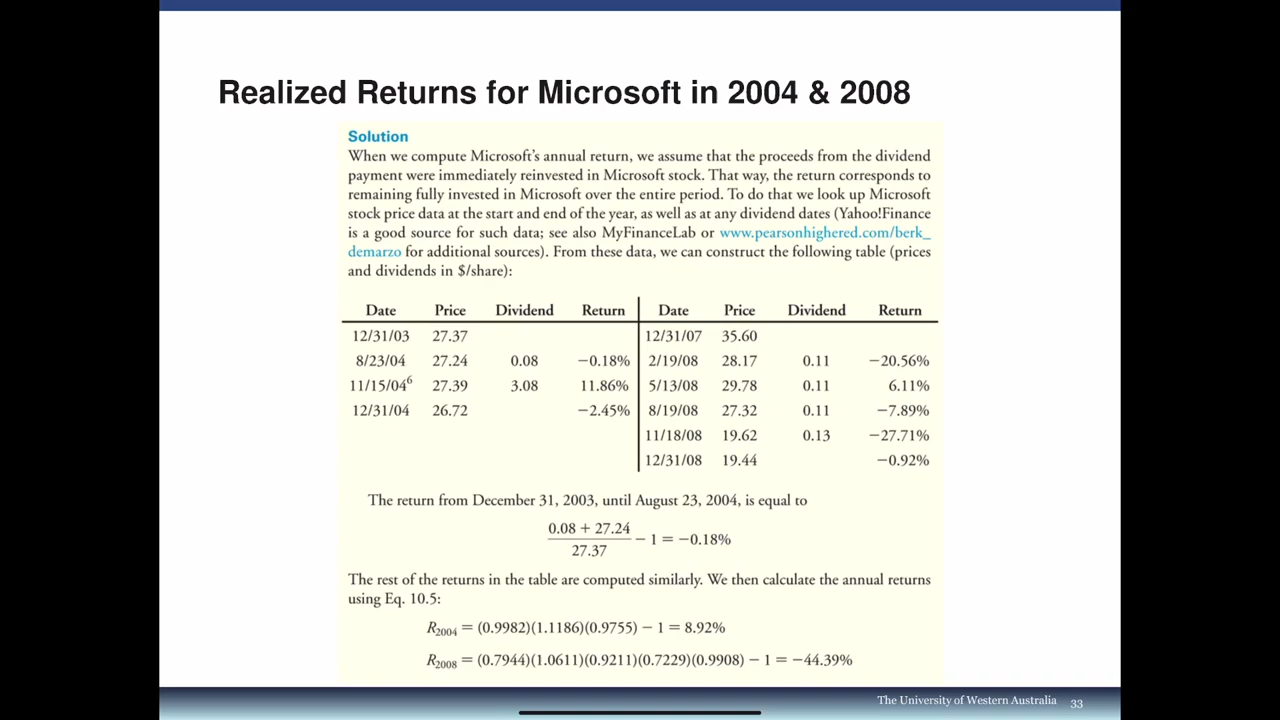 Realized Returns for Microsoft in 2004 & 2008
Solution
When we compute Microsoft's annual return, we assume that the proceeds from the dividend
payment were immediately reinvested in Microsoft stock. That way, the return corresponds to
remaining fully invested in Microsoft over the entire period. To do that we look up Microsoft
stock price data at the start and end of the year, as well as at any dividend dates (Yahoo!Finance
is a good source for such data; see also MyFinanceLab or www.pearsonhighered.com/berk_
demarzo for additional sources). From these data, we can construct the following table (prices
and dividends in $/share):
Date Price Dividend Return Date Price Dividend Return
12/31/03 27.37 12/31/07 35.60
8/23/04 27.24 0.08 −0.18% 2/19/08 28.17 0.11 −20.56%
11/15/04⁶ 27.39 3.08 11.86% 5/13/08 29.78 0.11 6.11%
12/31/04 26.72 −2.45% 8/19/08 27.32 0.11 −7.89%
11/18/08 19.62 0.13 −27.71%
12/31/08 19.44 −0.92%
The return from December 31, 2003, until August 23, 2004, is equal to
0.08 + 27.24
27.37
− 1 = −0.18%
The rest of the returns in the table are computed similarly. We then calculate the annual returns
using Eq. 10.5:
R2004 = (0.9982)(1.1186)(0.9755) − 1 = 8.92%
R2008 = (0.7944)(1.0611)(0.9211)(0.7229)(0.9908) − 1 = −44.39%
The University of Western Australia 33